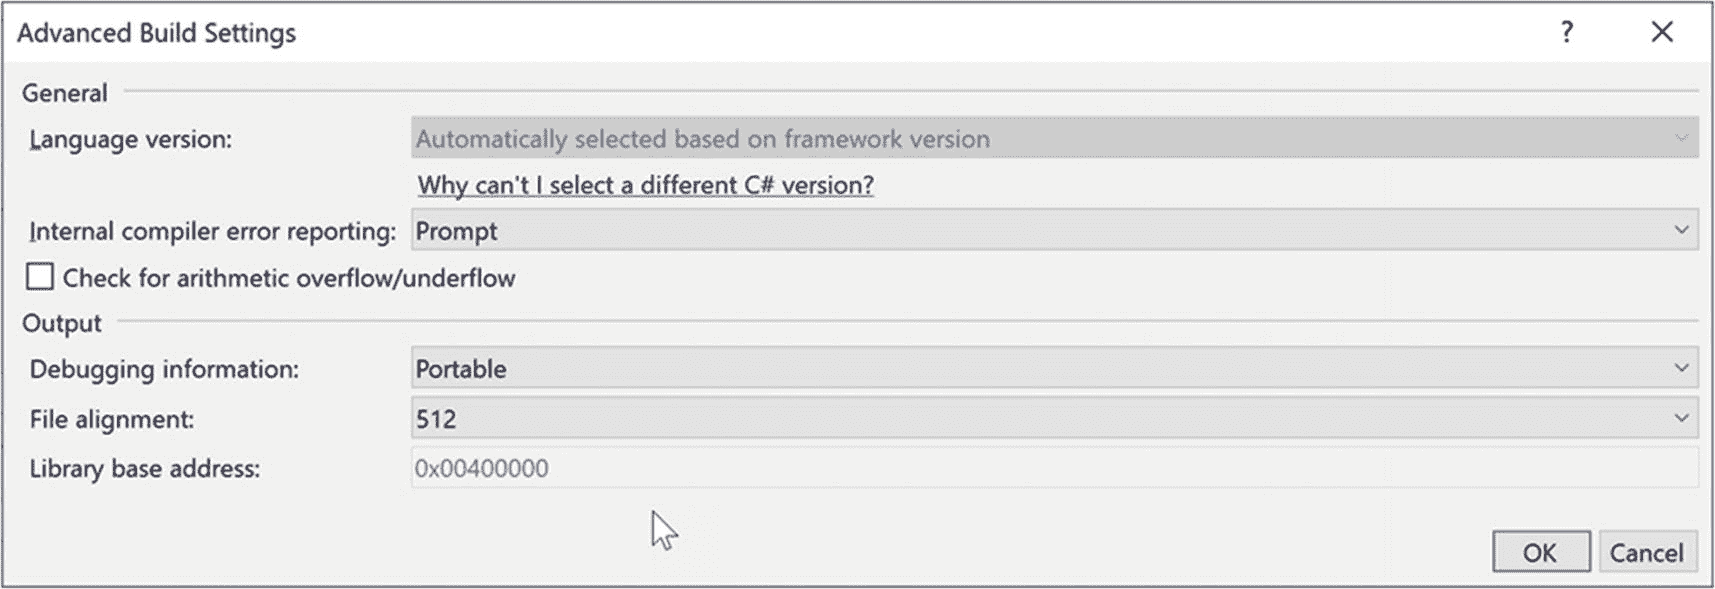 Advanced Build Settings ?
General
Language version: Automatically selected based on framework version
Why can't I select a different C# version?
Internal compiler error reporting: Prompt
Check for arithmetic overflow/underflow
Output
Debugging information: Portable
File alignment: 512
Library base address: 0x00400000
OK Cancel